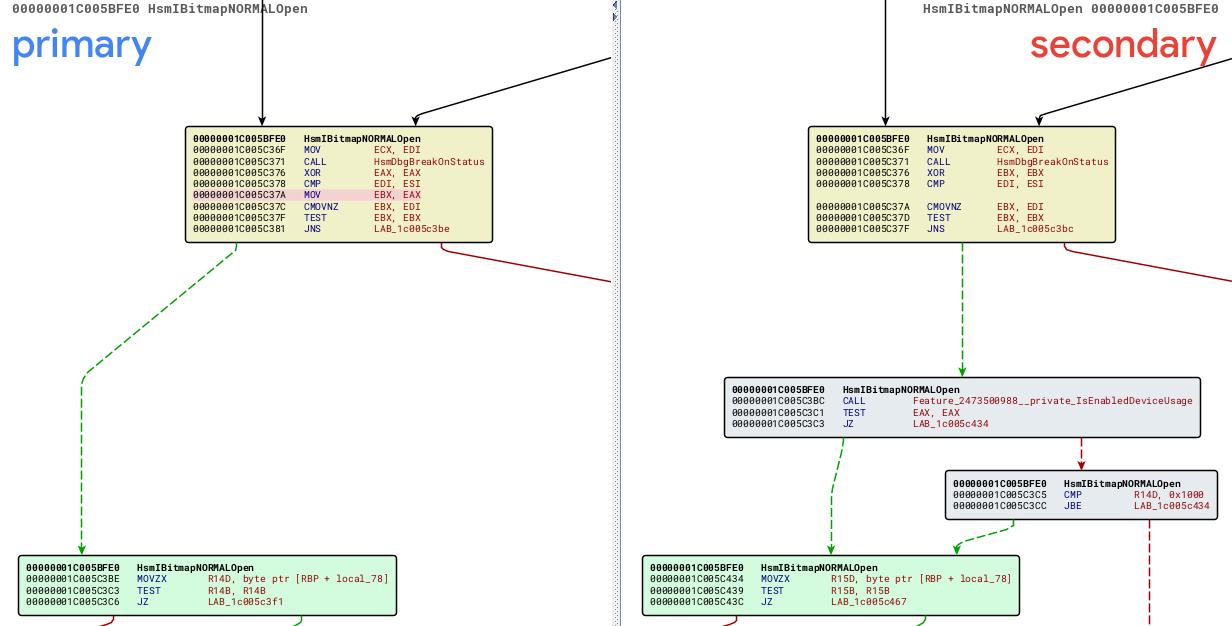 00000001C005BFE0 HsmIBitmapNORMALOpen
primary
00000001C005BFE0 HsmIBitmapNORMALOpen
00000001C005C36F MOV ECX, EDI
00000001C005C371 CALL HsmDbgBreakOnStatus
00000001C005C376 XOR EAX, EAX
00000001C005C378 CMP EDI, ESI
00000001C005C37A MOV EBX, EAX
00000001C005C37C CMOVNZ EBX, EDI
00000001C005C37F TEST EBX, EBX
00000001C005C381 JNS LAB_1c005c3be
00000001C005BFE0 HsmIBitmapNORMALOpen
00000001C005C3BE MOVZX R14D, byte ptr [RBP + local_78]
00000001C005C3C3 TEST R14B, R14B
00000001C005C3C6 JZ LAB_1c005c3f1
HsmIBitmapNORMALOpen 00000001C005BFE0
secondary
00000001C005BFE0 HsmIBitmapNORMALOpen
00000001C005C36F MOV ECX, EDI
00000001C005C371 CALL HsmDbgBreakOnStatus
00000001C005C376 XOR EBX, EBX
00000001C005C378 CMP EDI, ESI
00000001C005C37A CMOVNZ EBX, EDI
00000001C005C37D TEST EBX, EBX
00000001C005C37F JNS LAB_1c005c3bc
00000001C005BFE0 HsmIBitmapNORMALOpen
00000001C005C3BC CALL Feature_2473500988__private_IsEnabledDeviceUsage
00000001C005C3C1 TEST EAX, EAX
00000001C005C3C3 JZ LAB_1c005c434
00000001C005BFE0 HsmIBitmapNORMALOpen
00000001C005C3C5 CMP R14D, 0x1000
00000001C005C3CC JBE LAB_1c005c434
00000001C005BFE0 HsmIBitmapNORMALOpen
00000001C005C434 MOVZX R15D, byte ptr [RBP + local_78]
00000001C005C439 TEST R15B, R15B
00000001C005C43C JZ LAB_1c005c467